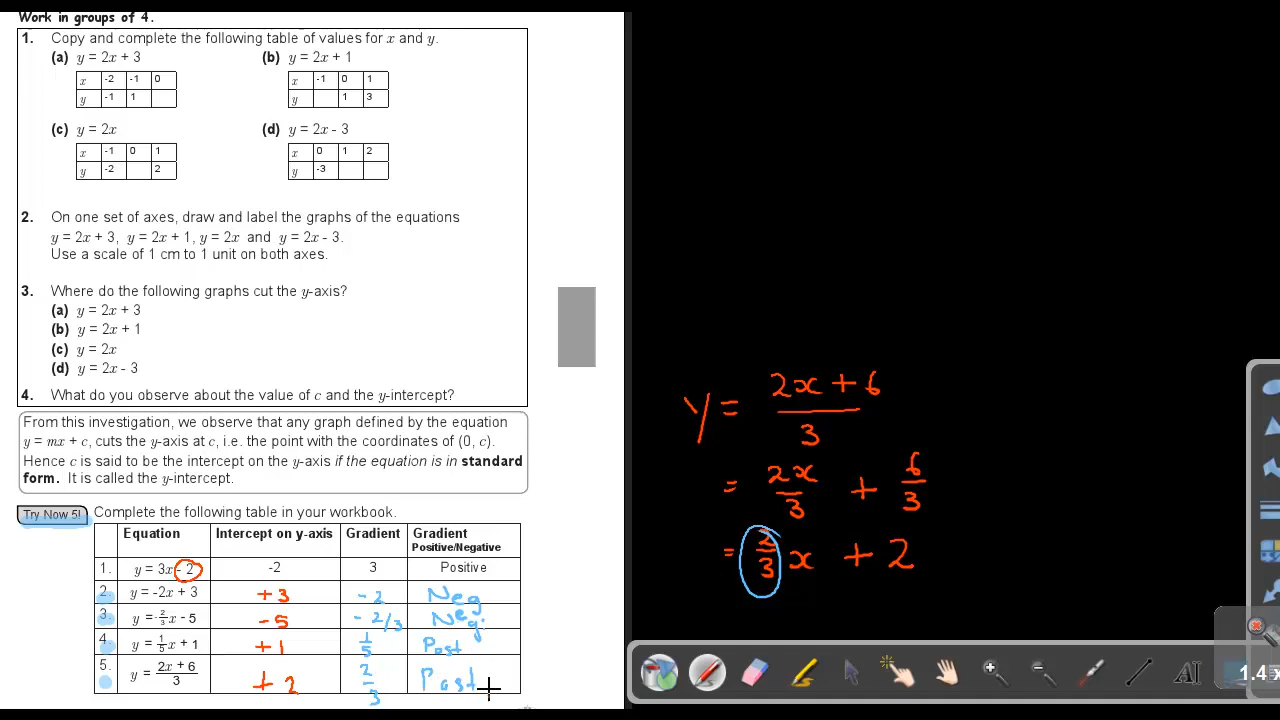 Work in groups of 4.
1. Copy and complete the following table of values for x and y.
(a) y = 2x + 3 (b) y = 2x + 1
x -2 -1 0 x -1 0 1
y -1 1 y 1 3
(c) y = 2x (d) y = 2x - 3
x -1 0 1 x 0 1 2
y -2 2 y -3
2. On one set of axes, draw and label the graphs of the equations
y = 2x + 3, y = 2x + 1, y = 2x and y = 2x - 3.
Use a scale of 1 cm to 1 unit on both axes.
3. Where do the following graphs cut the y-axis?
(a) y = 2x + 3
(b) y = 2x + 1
(c) y = 2x
(d) y = 2x - 3
4. What do you observe about the value of c and the y-intercept?
From this investigation, we observe that any graph defined by the equation
y = mx + c, cuts the y-axis at c, i.e. the point with the coordinates of (0, c).
Hence c is said to be the intercept on the y-axis if the equation is in standard
form. It is called the y-intercept.
Try Now 5! Complete the following table in your workbook.
Equation Intercept on y-axis Gradient Gradient
Positive/Negative
1. y = 3x - 2 -2 3 Positive
2. y = -2x + 3 +3 -2 Neg
3. y = -2/3 x - 5 -5 -2/3 Neg.
4. y = 1/5 x + 1 +1 1/5 Post
5. y = (2x + 6)/3 +2 2/3 Post
y = (2x + 6)/3
= 2x/3 + 6/3
= 2/3 x + 2
AI
1.4 x